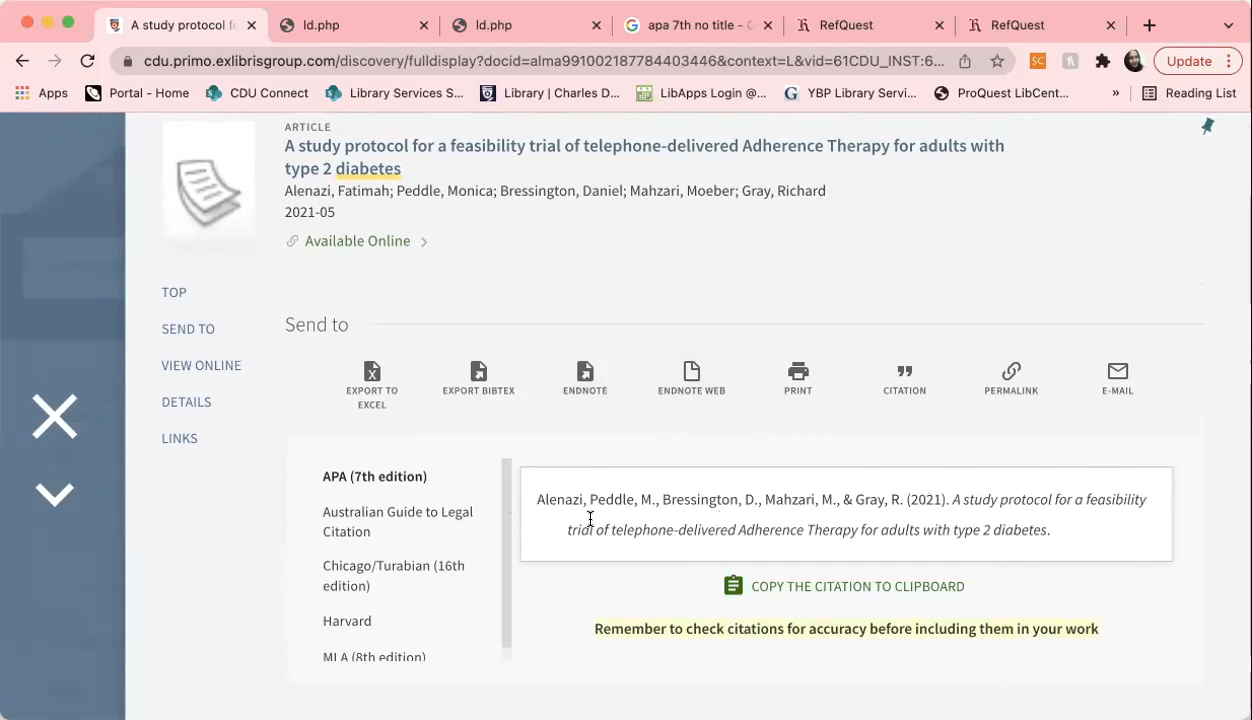 A study protocol f
ld.php
ld.php
apa 7th no title - G
RefQuest
RefQuest
cdu.primo.exlibrisgroup.com/discovery/fulldisplay?docid=alma991002187784403446&context=L&vid=61CDU_INST:6...
SC
Update
Apps
Portal - Home
CDU Connect
Library Services S...
Library | Charles D...
LibApps Login @...
YBP Library Servi...
ProQuest LibCent...
»
Reading List
ARTICLE
A study protocol for a feasibility trial of telephone-delivered Adherence Therapy for adults with
type 2 diabetes
Alenazi, Fatimah; Peddle, Monica; Bressington, Daniel; Mahzari, Moeber; Gray, Richard
2021-05
Available Online
TOP
SEND TO
VIEW ONLINE
DETAILS
LINKS
Send to
EXPORT TO
EXCEL
EXPORT BIBTEX
ENDNOTE
ENDNOTE WEB
PRINT
CITATION
PERMALINK
E-MAIL
APA (7th edition)
Australian Guide to Legal
Citation
Chicago/Turabian (16th
edition)
Harvard
MLA (8th edition)
Alenazi, Peddle, M., Bressington, D., Mahzari, M., & Gray, R. (2021). A study protocol for a feasibility
trial of telephone-delivered Adherence Therapy for adults with type 2 diabetes.
COPY THE CITATION TO CLIPBOARD
Remember to check citations for accuracy before including them in your work